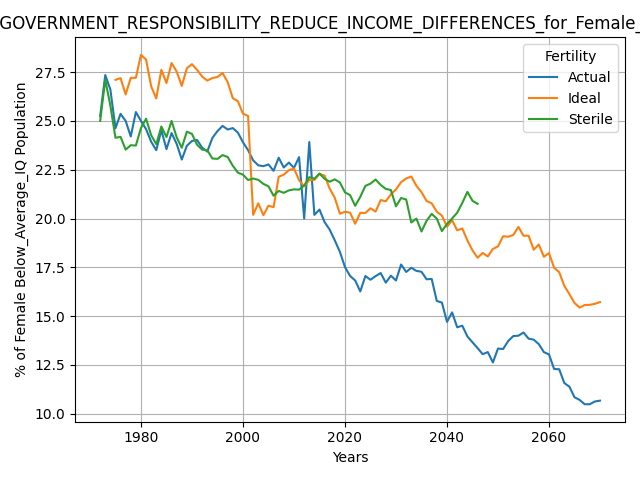 GOVERNMENT_RESPONSIBILITY_REDUCE_INCOME_DIFFERENCES_for_Female_
Fertility
Actual
Ideal
Sterile
% of Female Below_Average_IQ Population
27.5
25.0
22.5
20.0
17.5
15.0
12.5
10.0
1980 2000 2020 2040 2060
Years